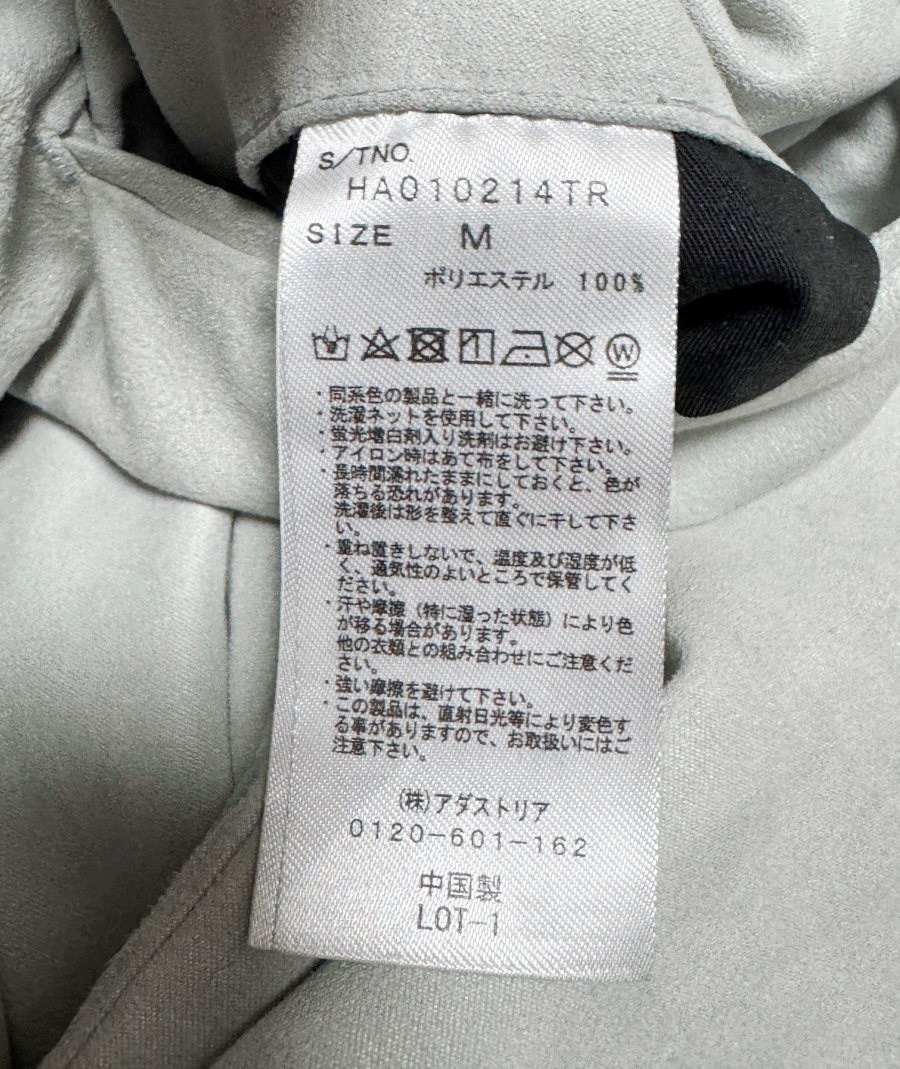 S/TNO.
HA010214TR
SIZE M
ポリエステル 100%
W
・同系色の製品と一緒に洗って下さい。
・洗濯ネットを使用して下さい。
・蛍光増白剤入り洗剤はお避け下さい。
・アイロン時はあて布をして下さい。
・長時間濡れたままにしておくと、色が
落ちる恐れがあります。
洗濯後は形を整えて直ぐに干して下さ
い。
・重ね置きしないで、温度及び湿度が低
く、通気性のよいところで保管してく
ださい。
・汗や摩擦（特に湿った状態）により色
が移る場合があります。
他の衣類との組み合わせにご注意くだ
さい。
・強い摩擦を避けて下さい。
・この製品は、直射日光等により変色す
る事がありますので、お取扱いにはご
注意下さい。
(株)アダストリア
0120-601-162
中国製
LOT-1